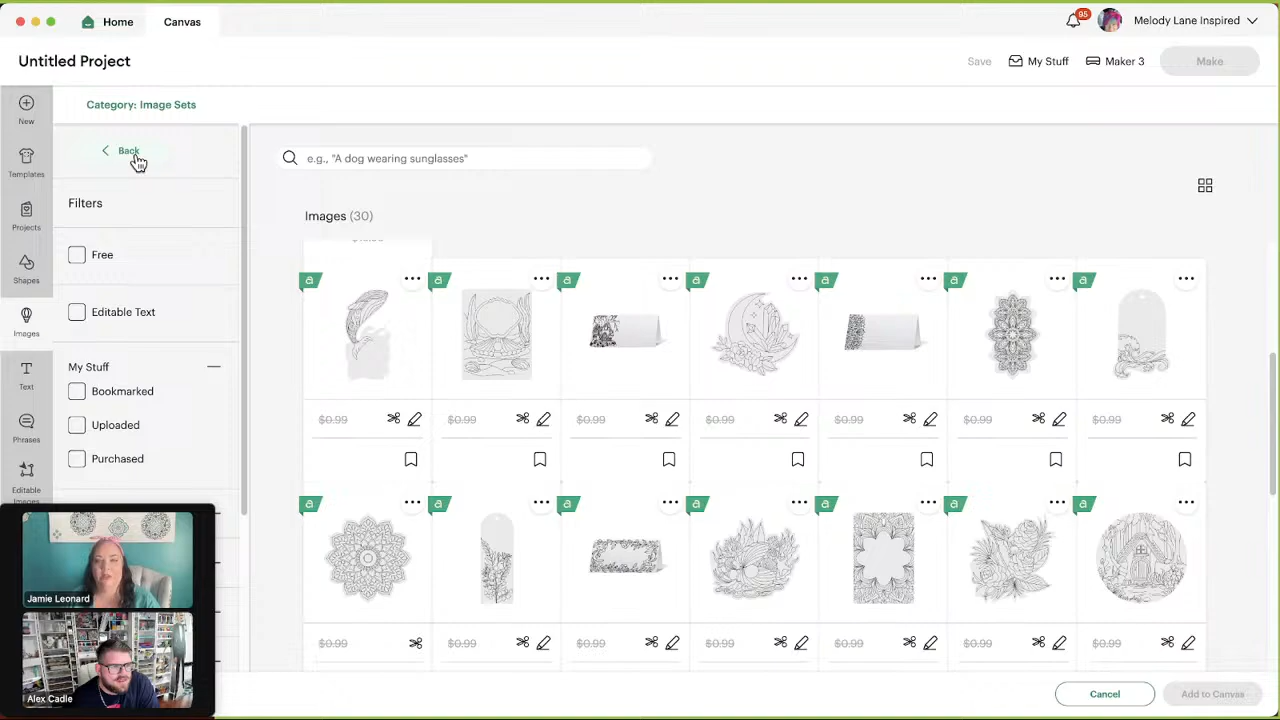 Home
Canvas
95
Melody Lane Inspired
Untitled Project
Save
My Stuff
Maker 3
Make
New
Templates
Projects
Shapes
Images
Text
Phrases
Editable
Images
Category: Image Sets
Back
Filters
Free
Editable Text
My Stuff
Bookmarked
Uploaded
Purchased
e.g., "A dog wearing sunglasses"
Images (30)
a a a a a a a
$0.99 $0.99 $0.99 $0.99 $0.99 $0.99 $0.99
a a a a a a a
$0.99 $0.99 $0.99 $0.99 $0.99 $0.99 $0.99
Jamie Leonard
Alex Cadle
Cancel
Add to Canvas